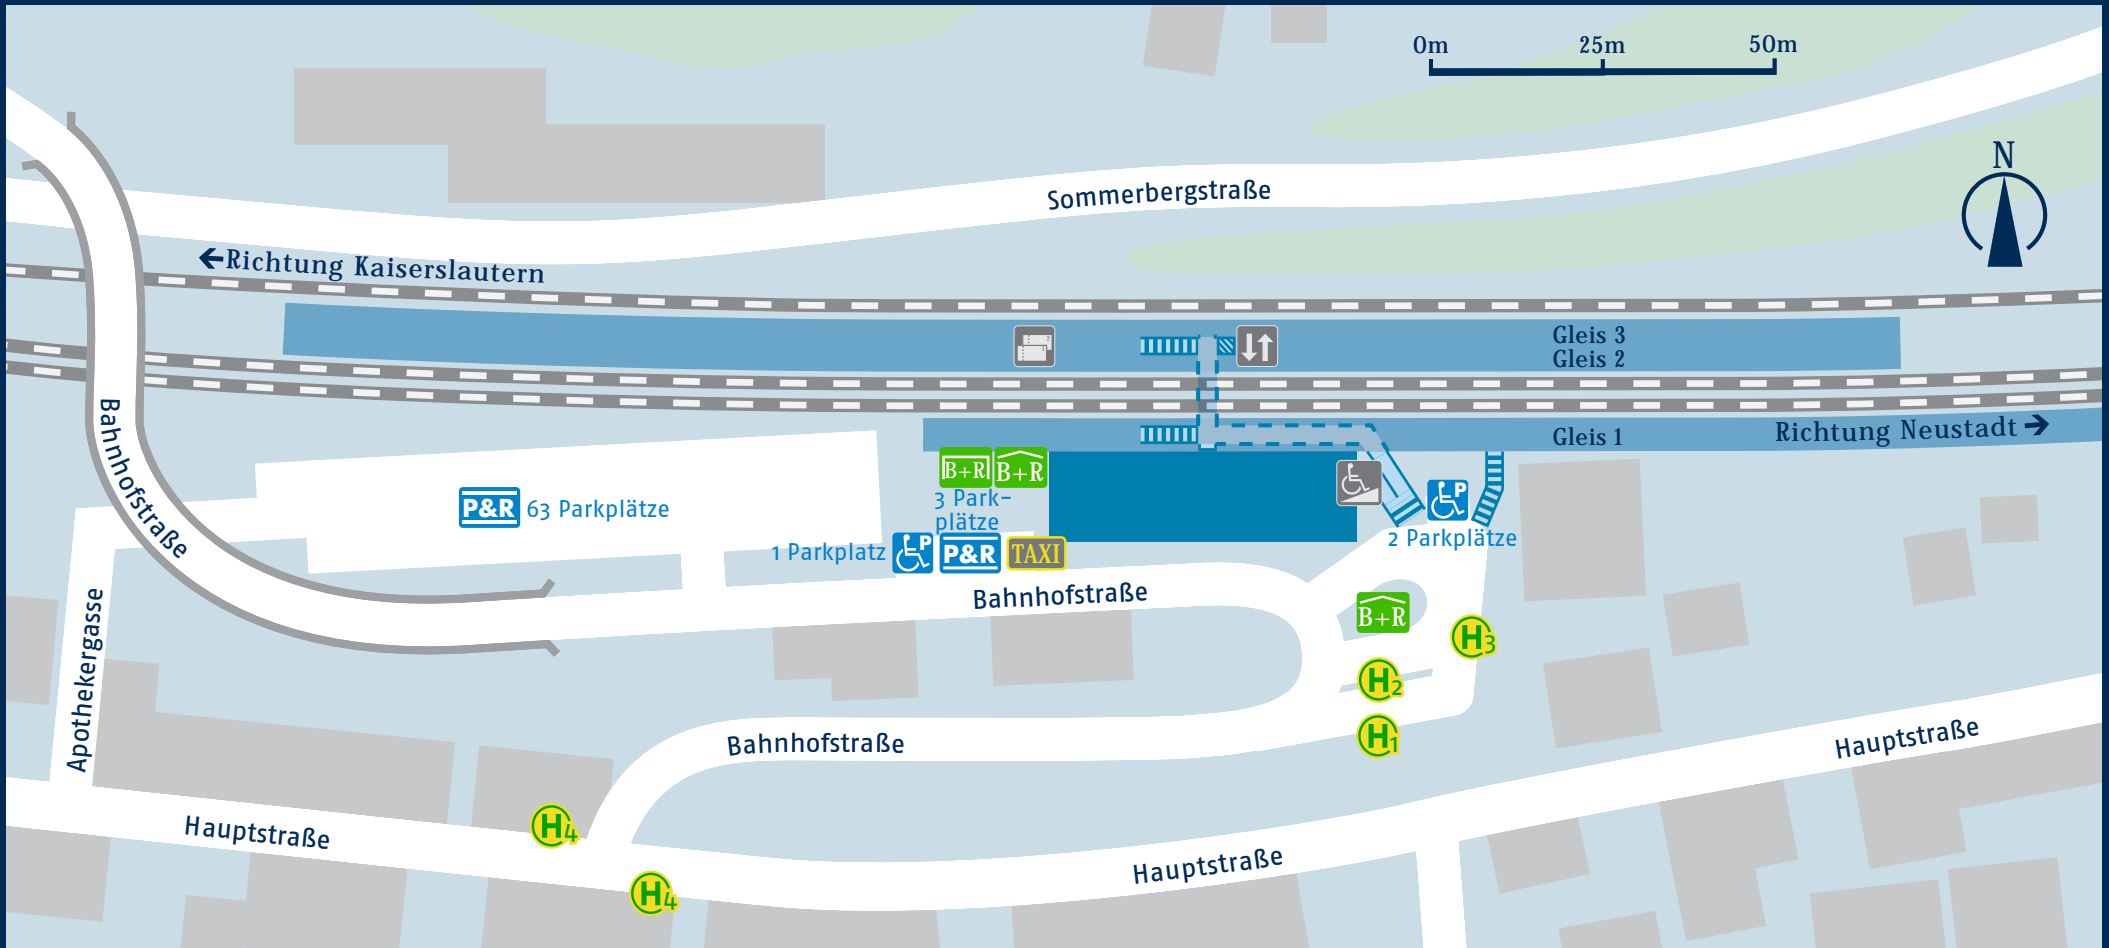 0m 25m 50m
N
Sommerbergstraße
←Richtung Kaiserslautern
Gleis 3
Gleis 2
Gleis 1
Richtung Neustadt →
Bahnhofstraße
P&R 63 Parkplätze
B+R B+R
3 Park-
plätze
1 Parkplatz P P&R TAXI
P
2 Parkplätze
Bahnhofstraße
B+R
H3
H2
H1
Apothekergasse
Bahnhofstraße
Hauptstraße
Hauptstraße
H4
Hauptstraße
H4